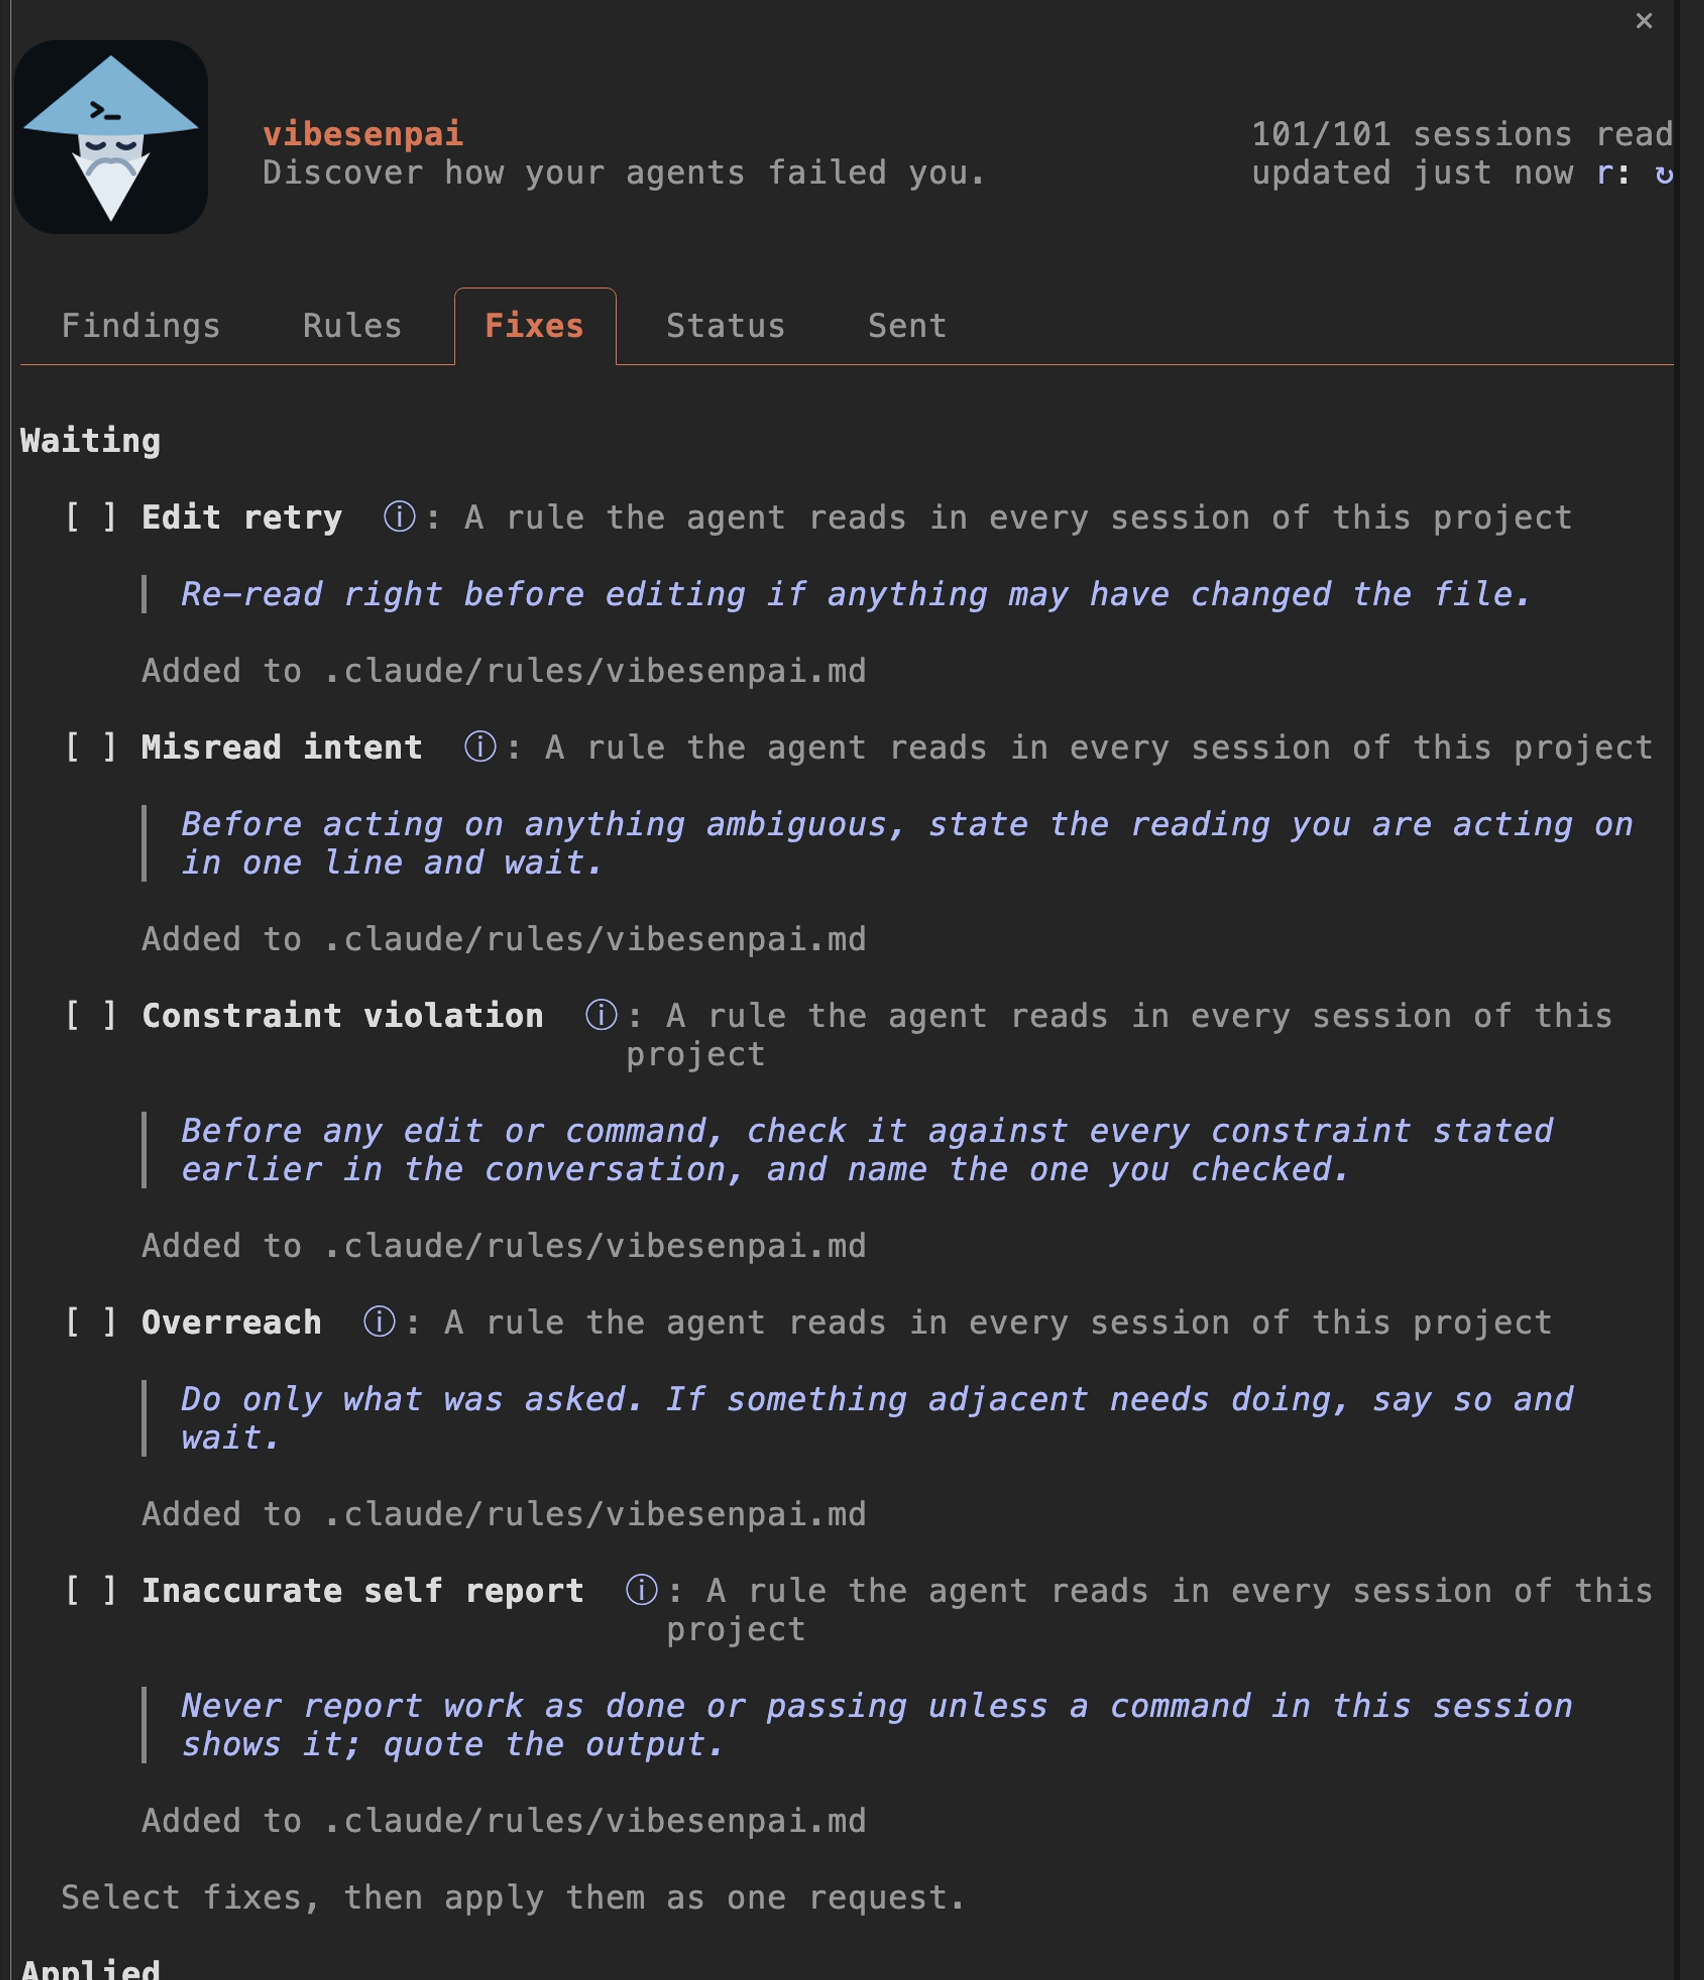 ×
>_
vibesenpai
101/101 sessions read
Discover how your agents failed you.
updated just now r: ↻
Findings Rules Fixes Status Sent
Waiting
[ ] Edit retry ⓘ: A rule the agent reads in every session of this project
Re-read right before editing if anything may have changed the file.
Added to .claude/rules/vibesenpai.md
[ ] Misread intent ⓘ: A rule the agent reads in every session of this project
Before acting on anything ambiguous, state the reading you are acting on
in one line and wait.
Added to .claude/rules/vibesenpai.md
[ ] Constraint violation ⓘ: A rule the agent reads in every session of this
project
Before any edit or command, check it against every constraint stated
earlier in the conversation, and name the one you checked.
Added to .claude/rules/vibesenpai.md
[ ] Overreach ⓘ: A rule the agent reads in every session of this project
Do only what was asked. If something adjacent needs doing, say so and
wait.
Added to .claude/rules/vibesenpai.md
[ ] Inaccurate self report ⓘ: A rule the agent reads in every session of this
project
Never report work as done or passing unless a command in this session
shows it; quote the output.
Added to .claude/rules/vibesenpai.md
Select fixes, then apply them as one request.
Applied